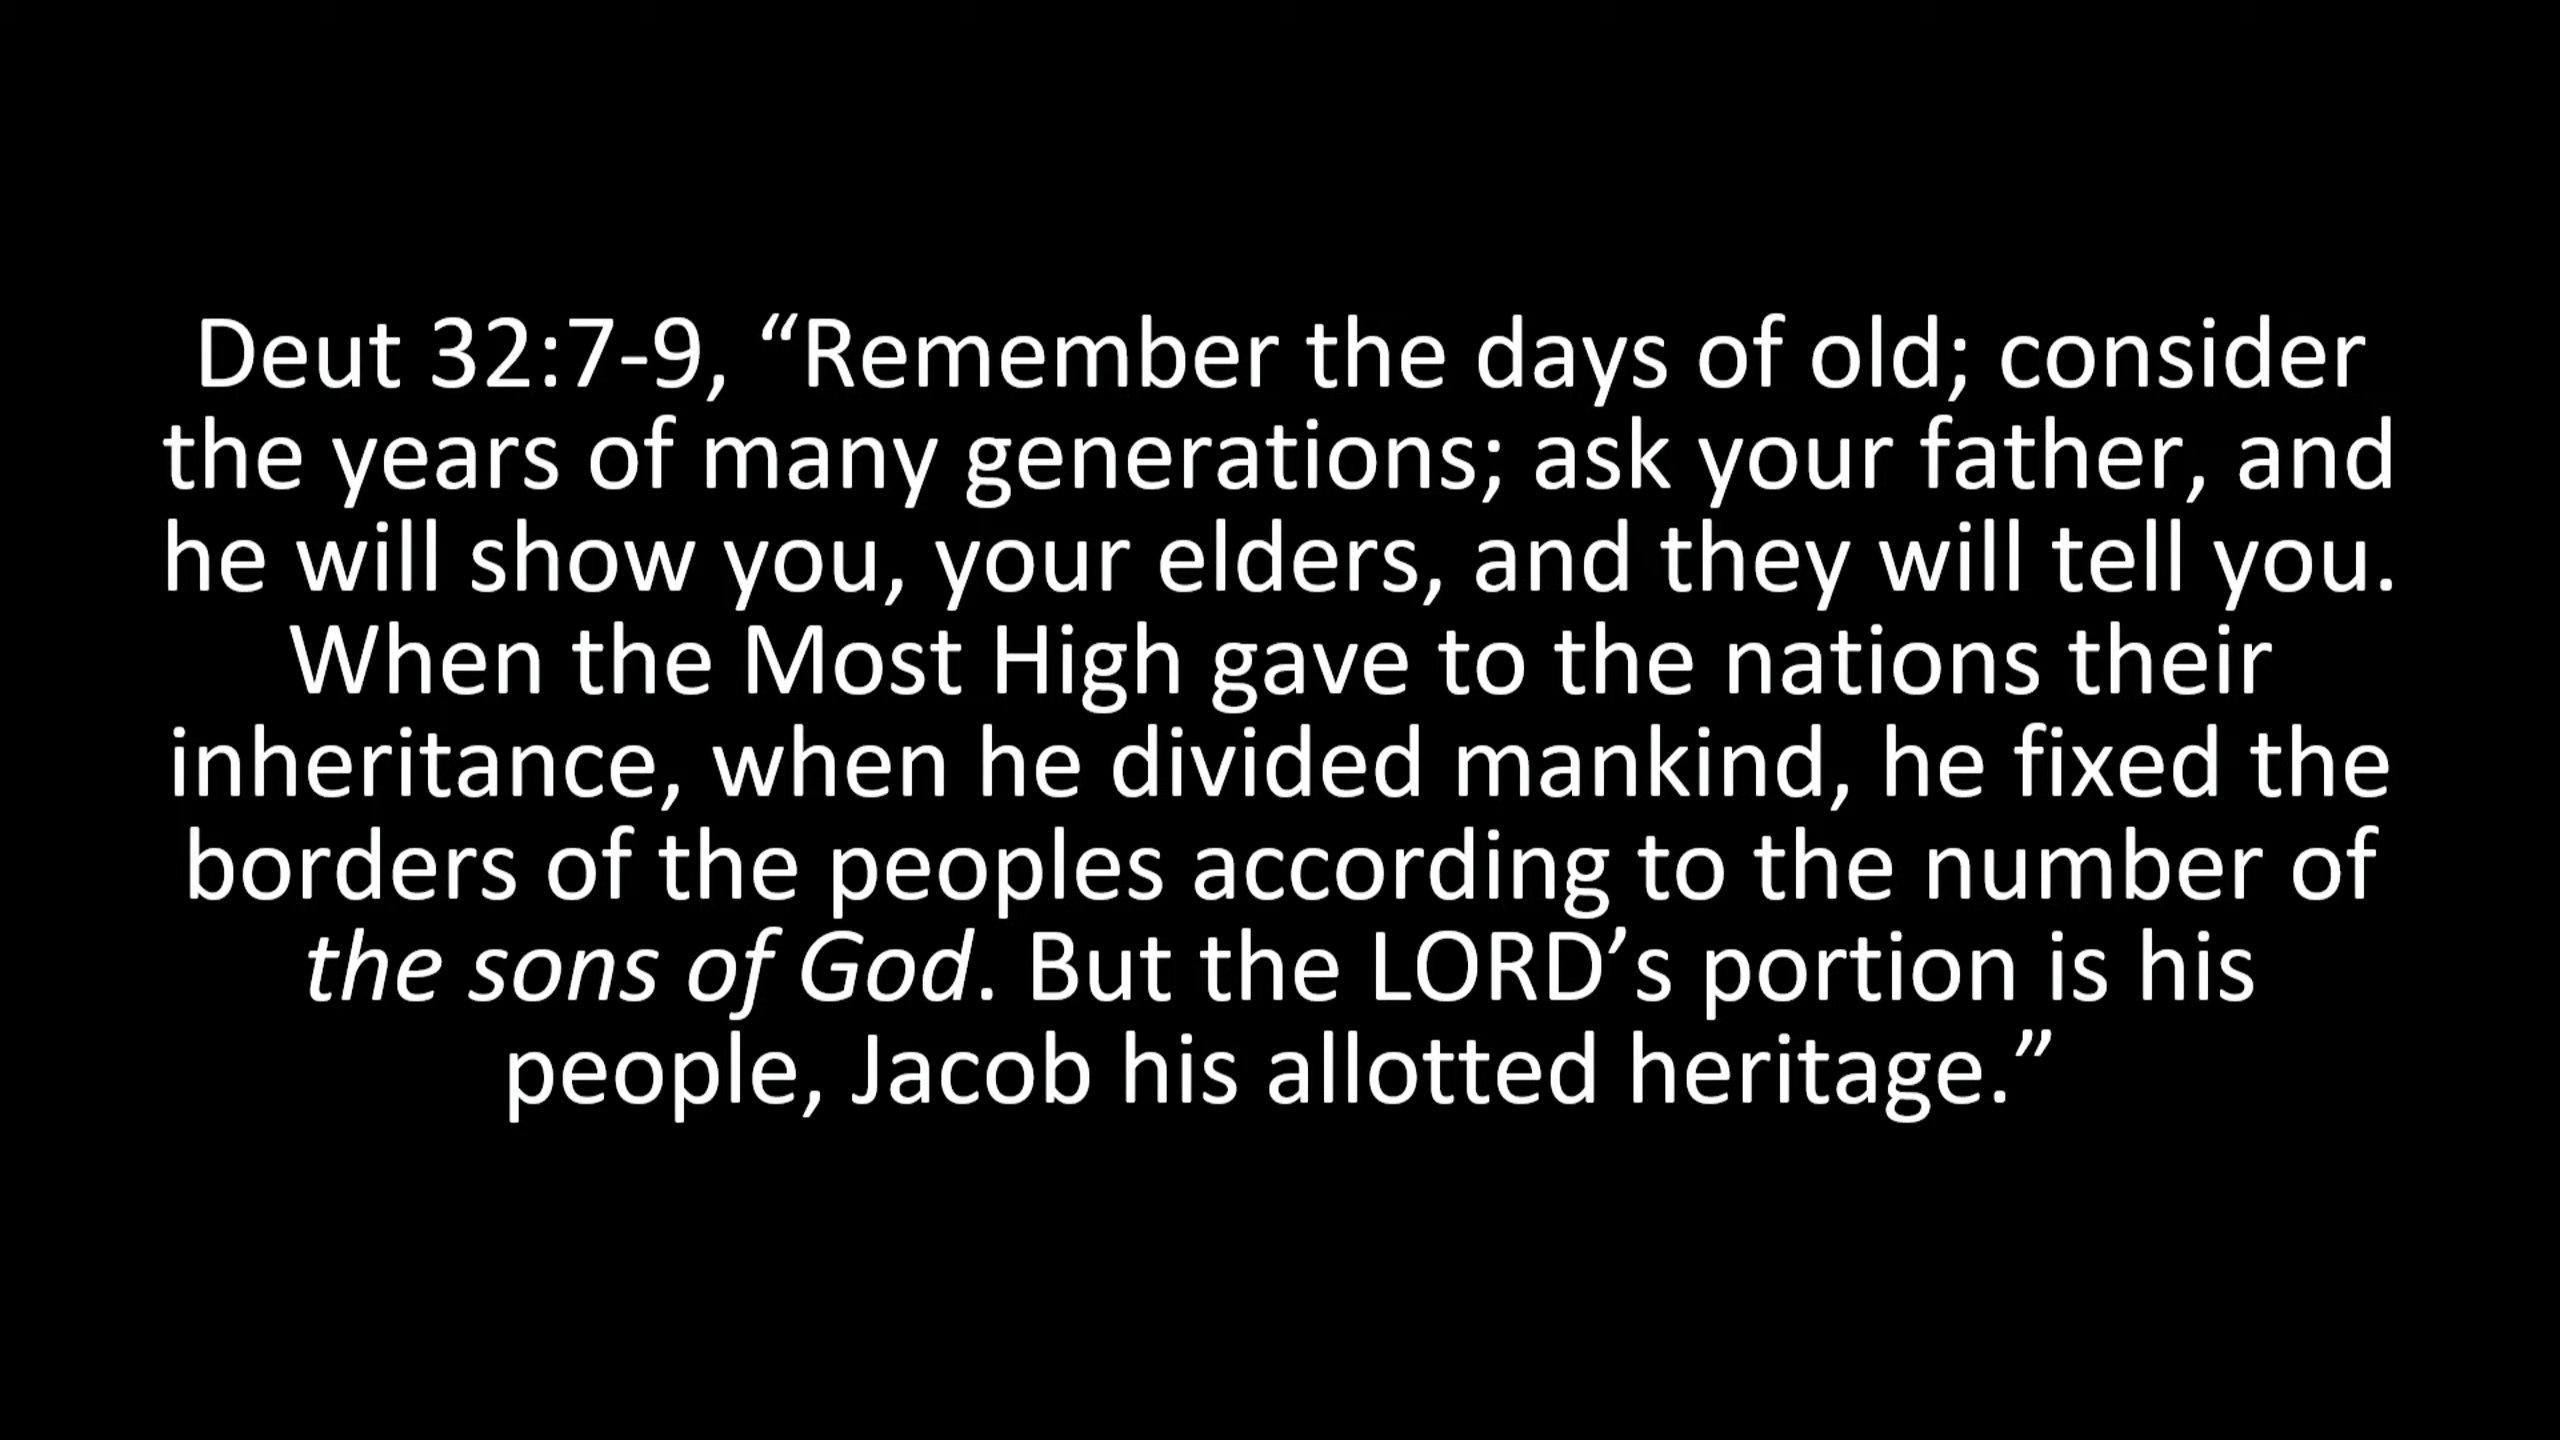 Deut 32:7-9, “Remember the days of old; consider
the years of many generations; ask your father, and
he will show you, your elders, and they will tell you.
When the Most High gave to the nations their
inheritance, when he divided mankind, he fixed the
borders of the peoples according to the number of
the sons of God. But the LORD’s portion is his
people, Jacob his allotted heritage.”